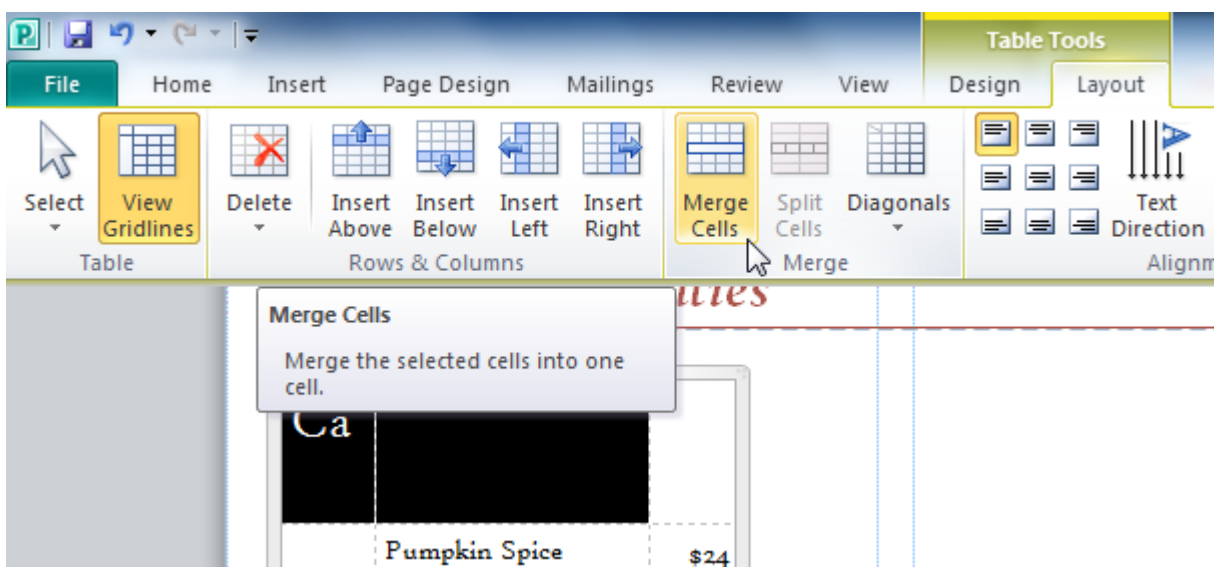 Table Tools
File Home Insert Page Design Mailings Review View Design Layout
Select View Gridlines Delete Insert Above Insert Below Insert Left Insert Right Merge Cells Split Cells Diagonals Text Direction
Table Rows & Columns Merge
Merge Cells
Merge the selected cells into one
cell.
Ca
Pumpkin Spice $24